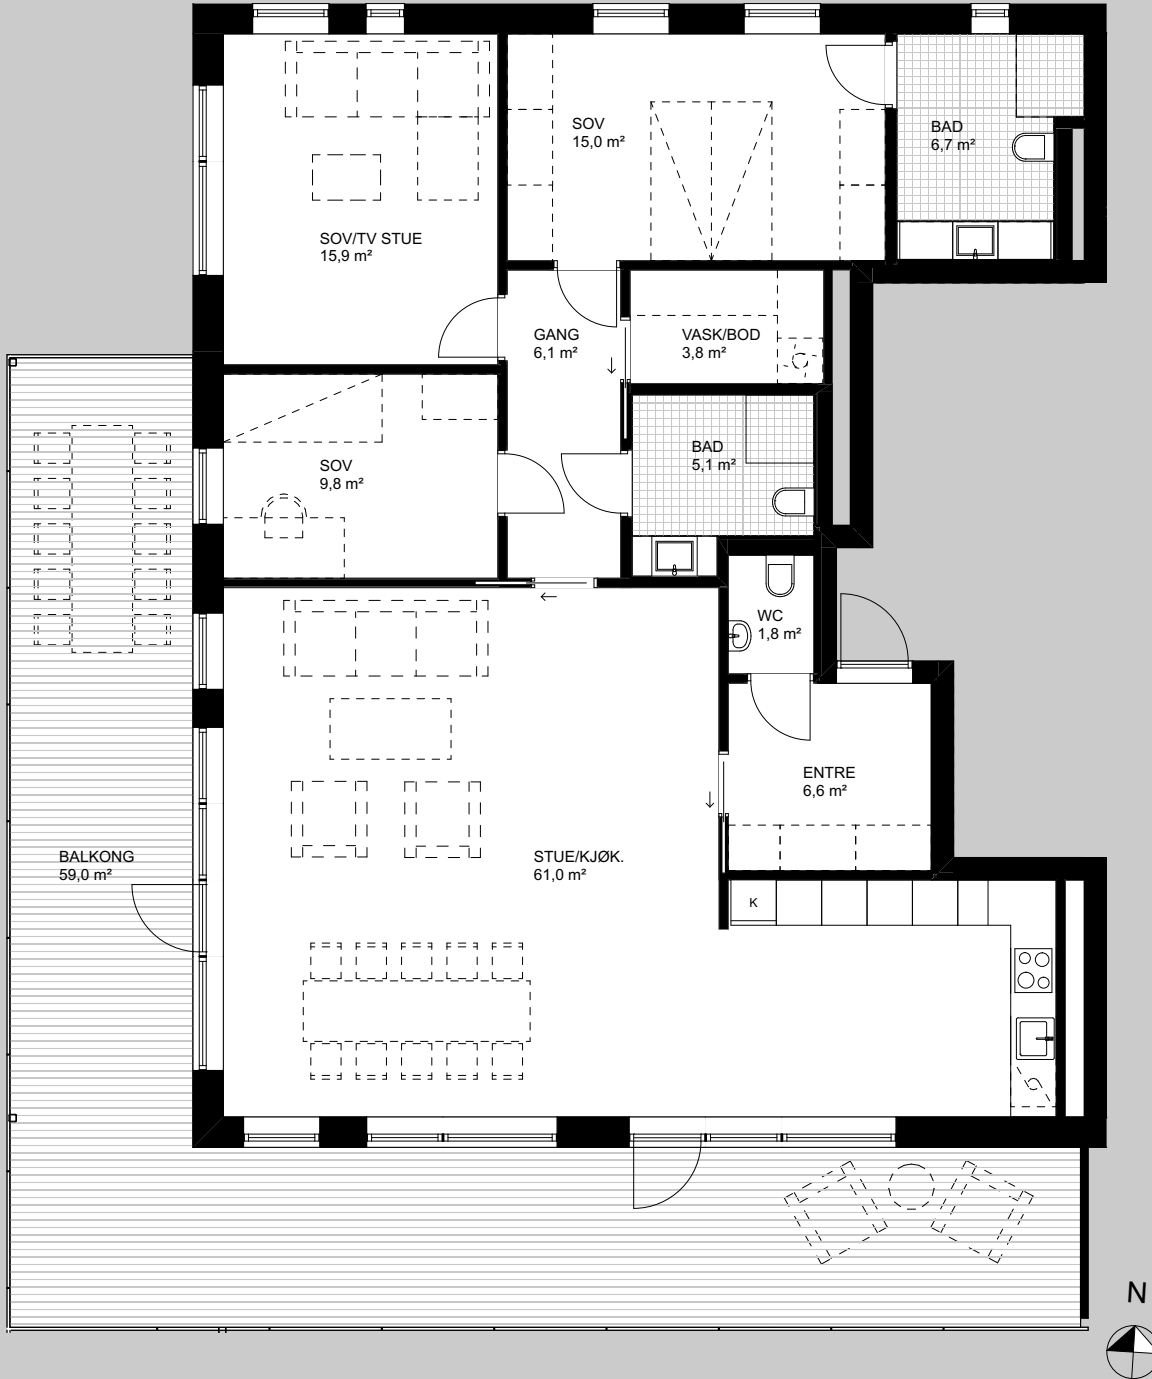 SOV
15,0 m²
BAD
6,7 m²
SOV/TV STUE
15,9 m²
GANG
6,1 m²
VASK/BOD
3,8 m²
SOV
9,8 m²
BAD
5,1 m²
WC
1,8 m²
ENTRE
6,6 m²
BALKONG
59,0 m²
STUE/KJØK.
61,0 m²
K
N